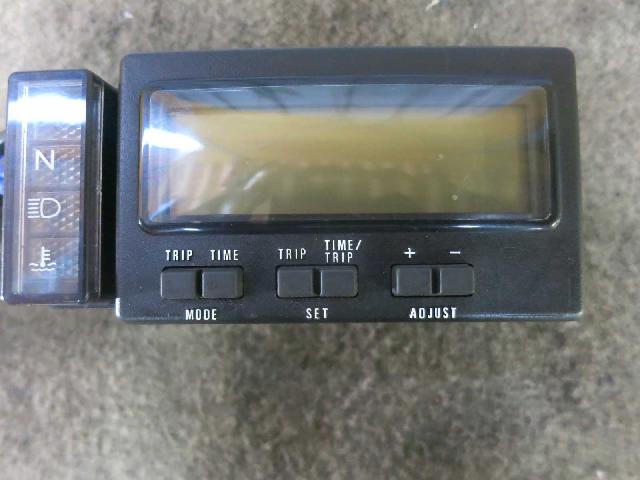 N
TRIP TIME
MODE
TRIP TIME/
TRIP
SET
+ -
ADJUST